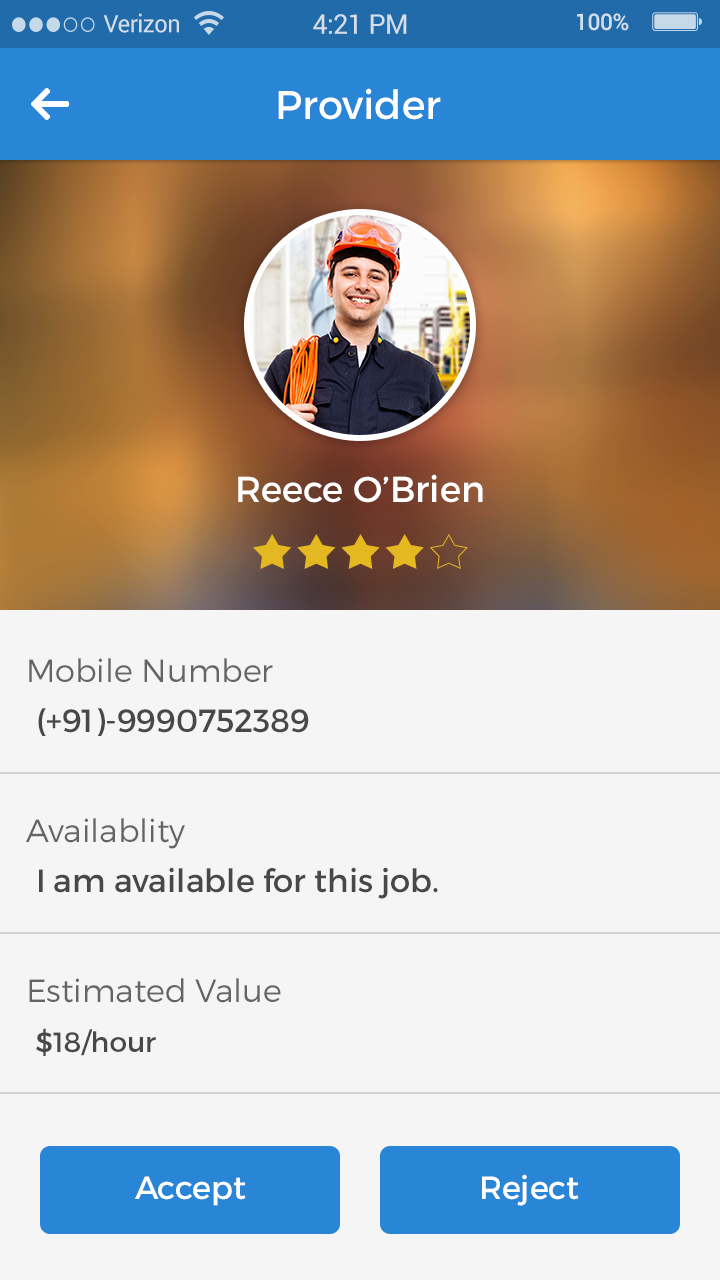 Verizon 4:21 PM 100%
Provider
Reece O’Brien
Mobile Number
(+91)-9990752389
Availablity
I am available for this job.
Estimated Value
$18/hour
Accept Reject